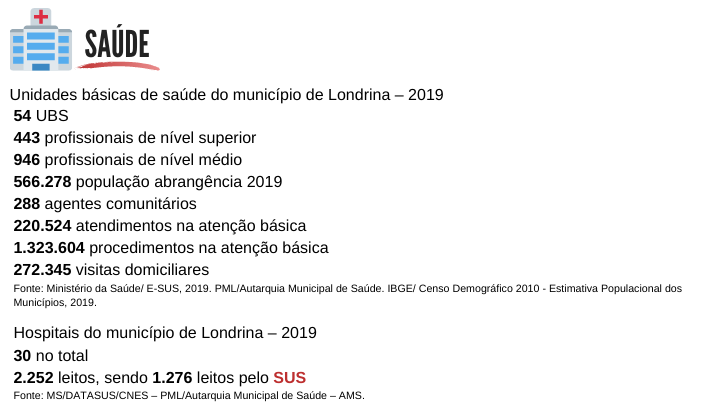 SAÚDE
Unidades básicas de saúde do município de Londrina – 2019
54 UBS
443 profissionais de nível superior
946 profissionais de nível médio
566.278 população abrangência 2019
288 agentes comunitários
220.524 atendimentos na atenção básica
1.323.604 procedimentos na atenção básica
272.345 visitas domiciliares
Fonte: Ministério da Saúde/ E-SUS, 2019. PML/Autarquia Municipal de Saúde. IBGE/ Censo Demográfico 2010 - Estimativa Populacional dos
Municípios, 2019.
Hospitais do município de Londrina – 2019
30 no total
2.252 leitos, sendo 1.276 leitos pelo SUS
Fonte: MS/DATASUS/CNES – PML/Autarquia Municipal de Saúde – AMS.